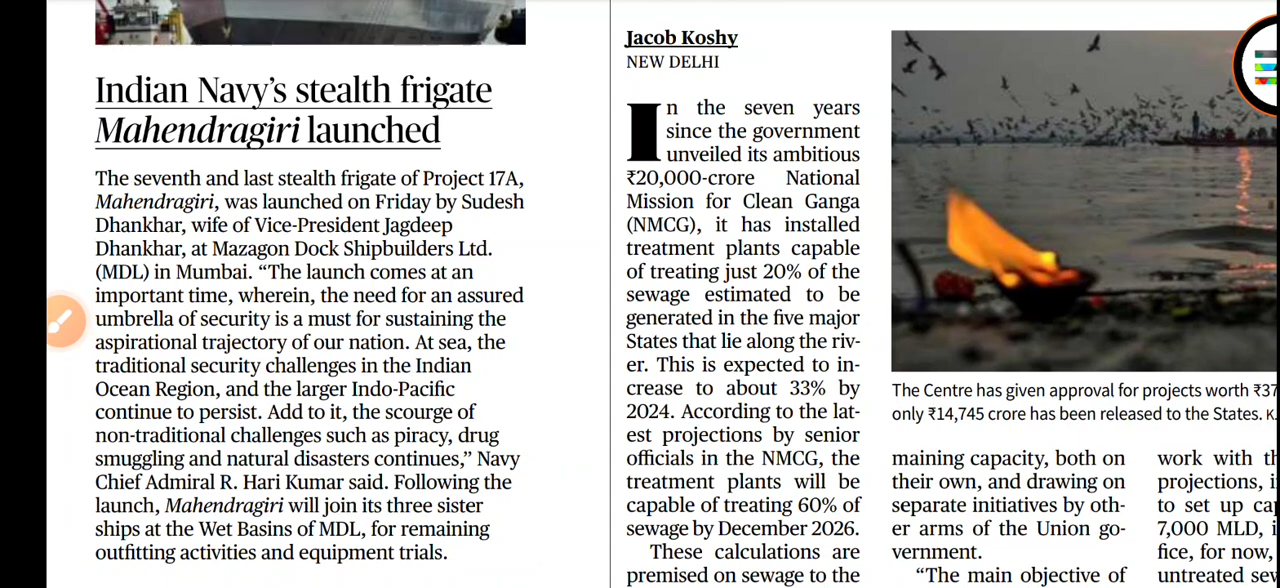 Indian Navy's stealth frigate
Mahendragiri launched
The seventh and last stealth frigate of Project 17A,
Mahendragiri, was launched on Friday by Sudesh
Dhankhar, wife of Vice-President Jagdeep
Dhankhar, at Mazagon Dock Shipbuilders Ltd.
(MDL) in Mumbai. “The launch comes at an
important time, wherein, the need for an assured
umbrella of security is a must for sustaining the
aspirational trajectory of our nation. At sea, the
traditional security challenges in the Indian
Ocean Region, and the larger Indo-Pacific
continue to persist. Add to it, the scourge of
non-traditional challenges such as piracy, drug
smuggling and natural disasters continues,” Navy
Chief Admiral R. Hari Kumar said. Following the
launch, Mahendragiri will join its three sister
ships at the Wet Basins of MDL, for remaining
outfitting activities and equipment trials.
Jacob Koshy
NEW DELHI
In the seven years
since the government
unveiled its ambitious
₹20,000-crore National
Mission for Clean Ganga
(NMCG), it has installed
treatment plants capable
of treating just 20% of the
sewage estimated to be
generated in the five major
States that lie along the riv-
er. This is expected to in-
crease to about 33% by
2024. According to the lat-
est projections by senior
officials in the NMCG, the
treatment plants will be
capable of treating 60% of
sewage by December 2026.
These calculations are
premised on sewage to the
The Centre has given approval for projects worth ₹37
only ₹14,745 crore has been released to the States.
maining capacity, both on
their own, and drawing on
separate initiatives by oth-
er arms of the Union go-
vernment.
“The main objective of
work with
projections,
to set up
7,000 MLD,
fice, for now,
untreated